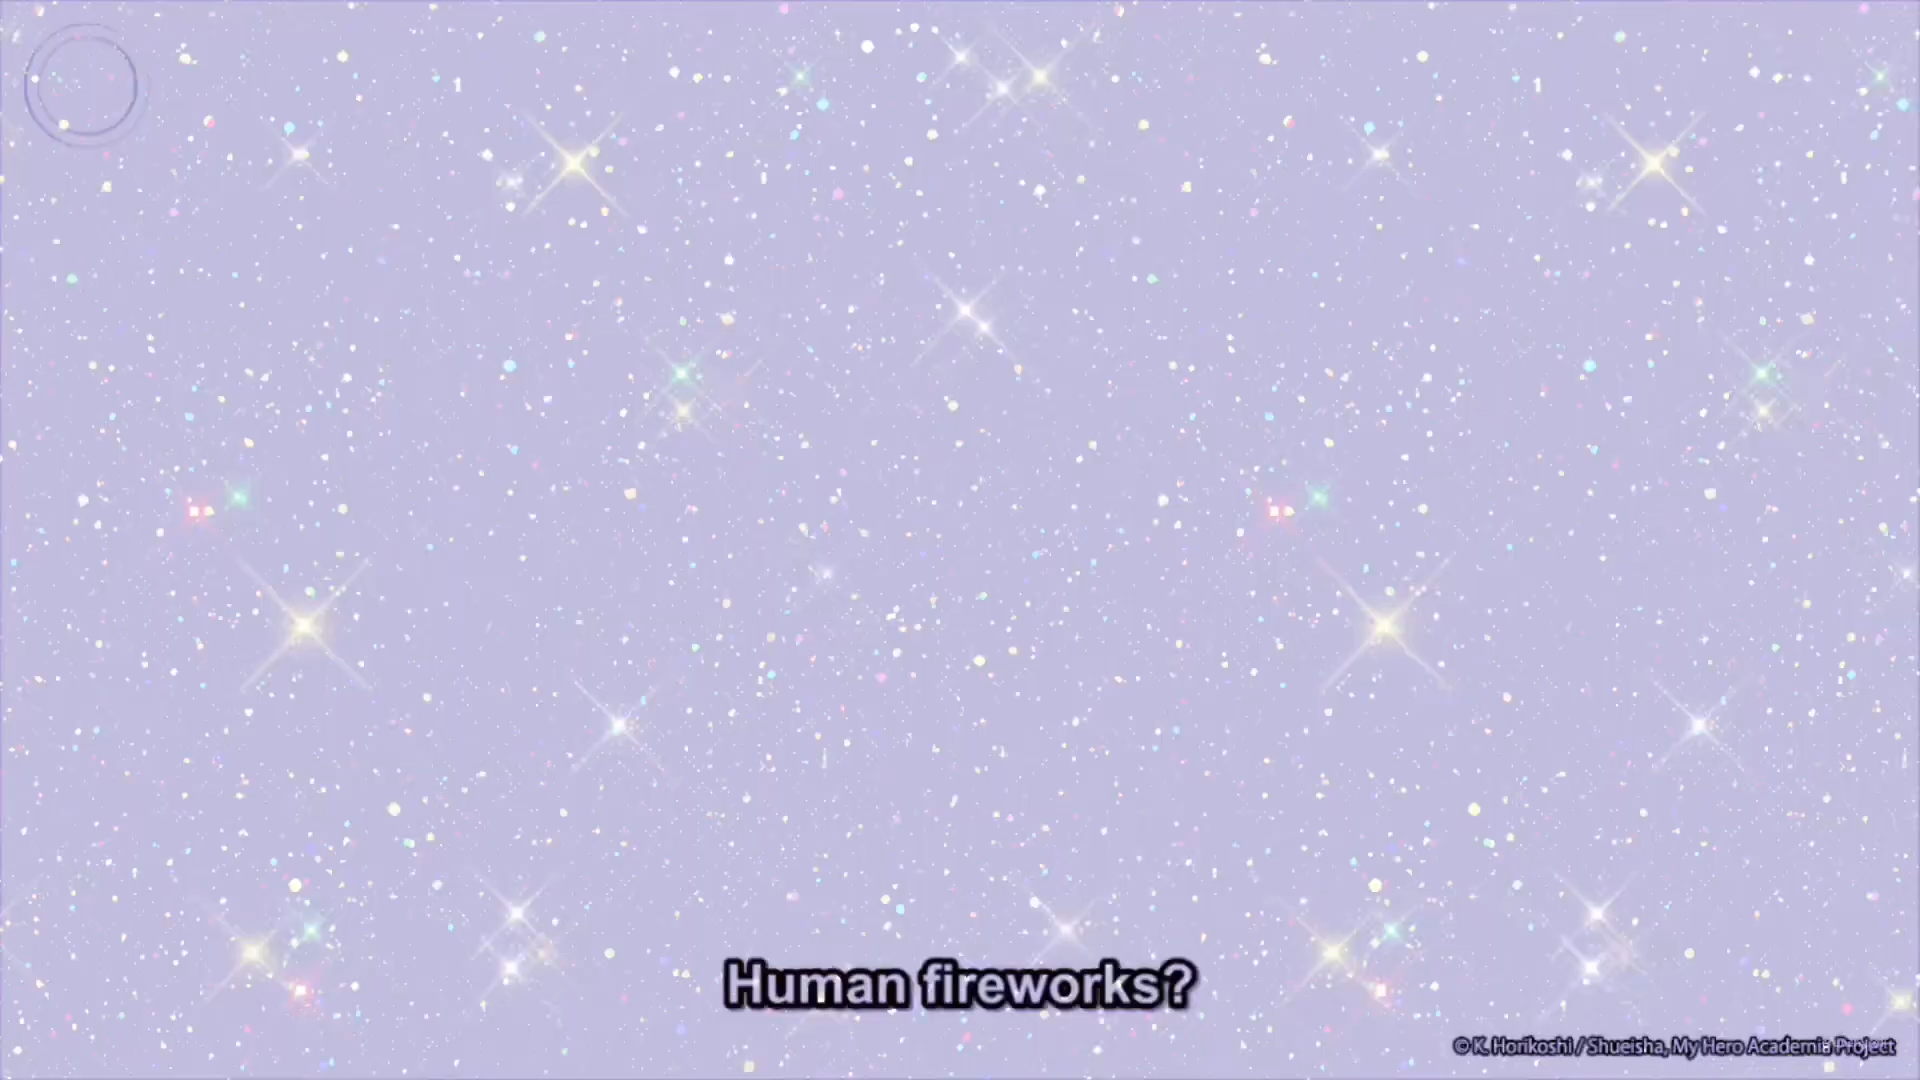 Human fireworks?
© K. Horikoshi / Shueisha, My Hero Academia Project